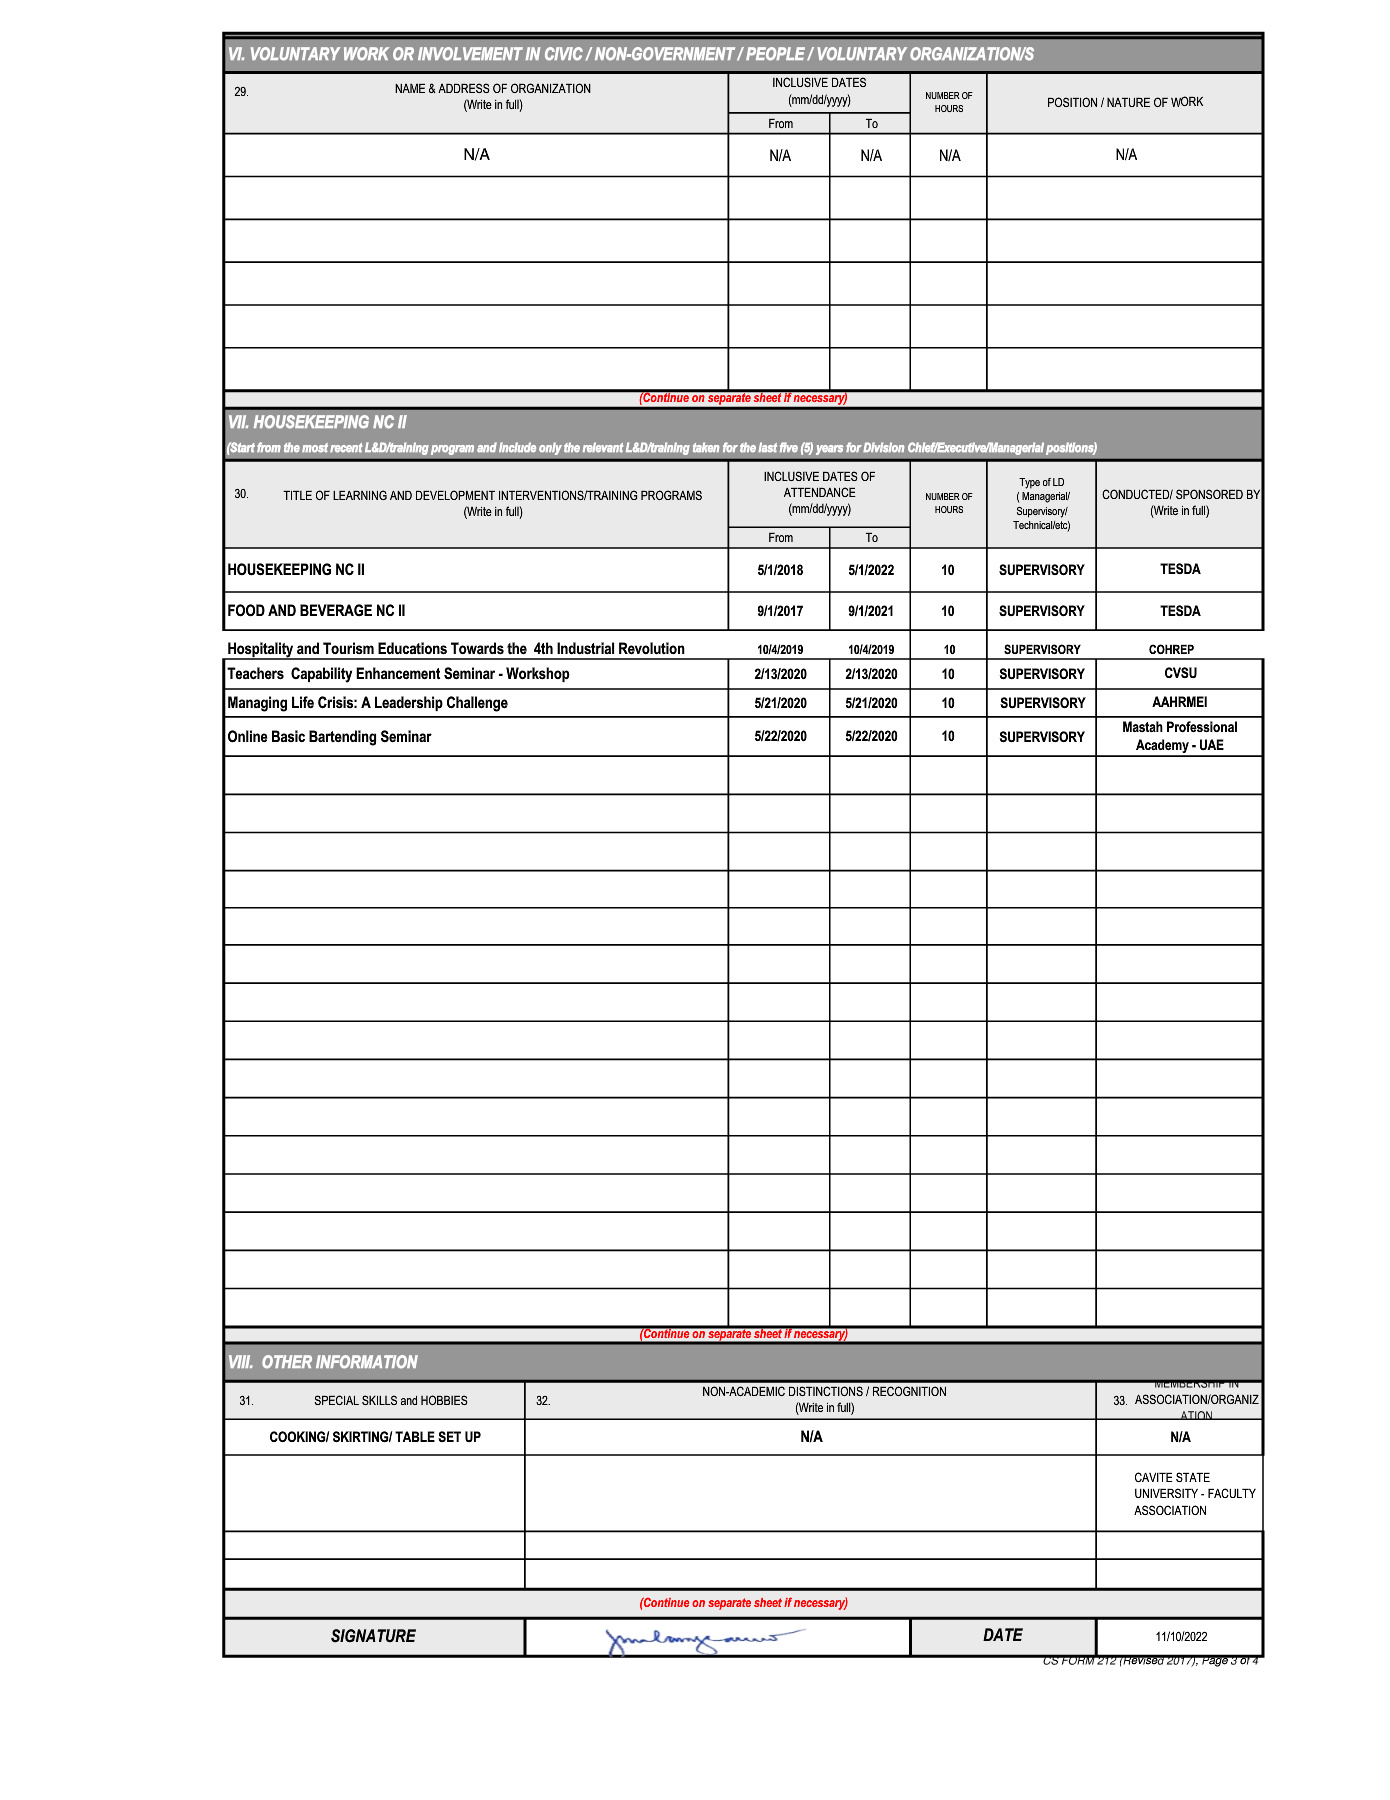 VI. VOLUNTARY WORK OR INVOLVEMENT IN CIVIC / NON-GOVERNMENT / PEOPLE / VOLUNTARY ORGANIZATION/S
29. NAME & ADDRESS OF ORGANIZATION
(Write in full)
INCLUSIVE DATES
(mm/dd/yyyy)
From To
NUMBER OF
HOURS
POSITION / NATURE OF WORK
N/A N/A N/A N/A N/A
(Continue on separate sheet if necessary)
VII. HOUSEKEEPING NC II
(Start from the most recent L&D/training program and include only the relevant L&D/training taken for the last five (5) years for Division Chief/Executive/Managerial positions)
30. TITLE OF LEARNING AND DEVELOPMENT INTERVENTIONS/TRAINING PROGRAMS
(Write in full)
INCLUSIVE DATES OF
ATTENDANCE
(mm/dd/yyyy)
From To
NUMBER OF
HOURS
Type of LD
( Managerial/
Supervisory/
Technical/etc)
CONDUCTED/ SPONSORED BY
(Write in full)
HOUSEKEEPING NC II 5/1/2018 5/1/2022 10 SUPERVISORY TESDA
FOOD AND BEVERAGE NC II 9/1/2017 9/1/2021 10 SUPERVISORY TESDA
Hospitality and Tourism Educations Towards the 4th Industrial Revolution 10/4/2019 10/4/2019 10 SUPERVISORY COHREP
Teachers Capability Enhancement Seminar - Workshop 2/13/2020 2/13/2020 10 SUPERVISORY CVSU
Managing Life Crisis: A Leadership Challenge 5/21/2020 5/21/2020 10 SUPERVISORY AAHRMEI
Online Basic Bartending Seminar 5/22/2020 5/22/2020 10 SUPERVISORY Mastah Professional
Academy - UAE
(Continue on separate sheet if necessary)
VIII. OTHER INFORMATION
31. SPECIAL SKILLS and HOBBIES
32. NON-ACADEMIC DISTINCTIONS / RECOGNITION
(Write in full)
MEMBERSHIP IN
33. ASSOCIATION/ORGANIZ
ATION
COOKING/ SKIRTING/ TABLE SET UP N/A N/A
CAVITE STATE
UNIVERSITY - FACULTY
ASSOCIATION
(Continue on separate sheet if necessary)
SIGNATURE DATE 11/10/2022
CS FORM 212 (Revised 2017), Page 3 of 4